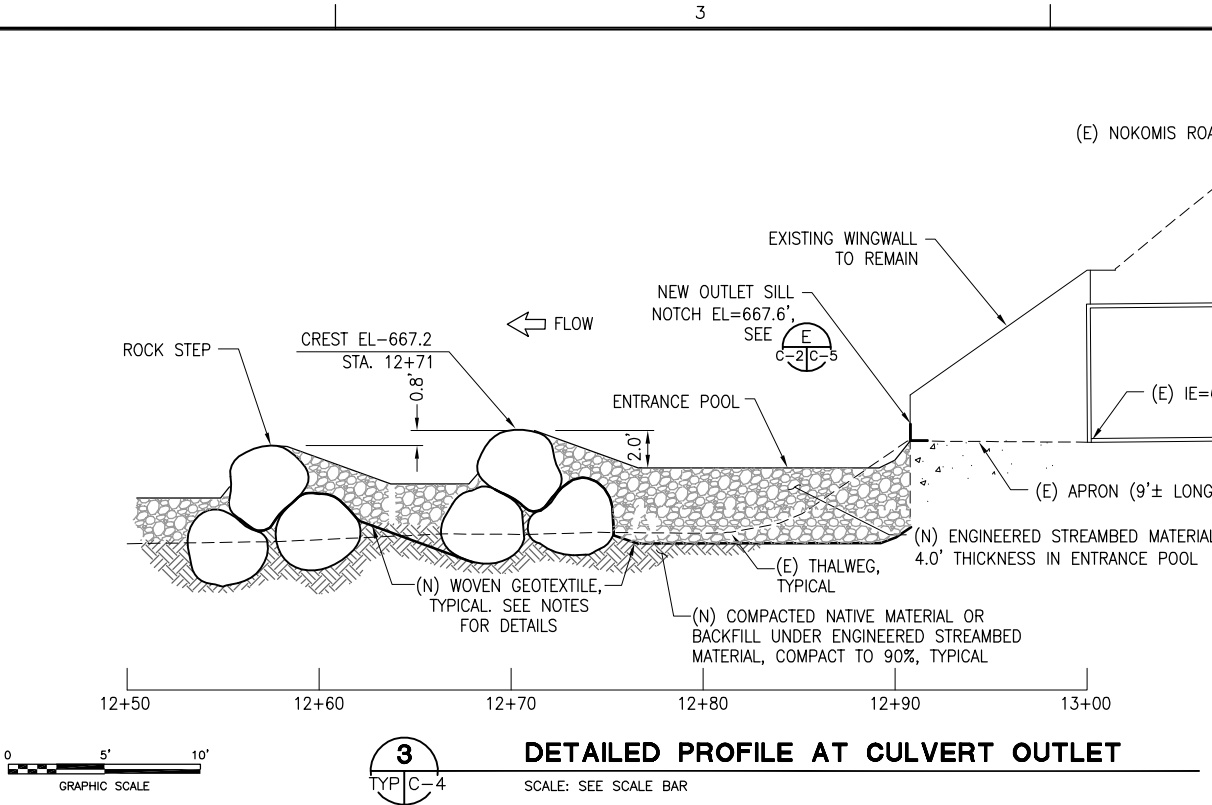 3
(E) NOKOMIS ROA
EXISTING WINGWALL
TO REMAIN
NEW OUTLET SILL
NOTCH EL=667.6',
SEE
E
C-2 C-5
FLOW
CREST EL-667.2
STA. 12+71
ROCK STEP
0.8'
2.0'
ENTRANCE POOL
(E) IE=
(E) APRON (9'± LONG
(N) ENGINEERED STREAMBED MATERIAL
4.0' THICKNESS IN ENTRANCE POOL
(E) THALWEG,
TYPICAL
(N) WOVEN GEOTEXTILE,
TYPICAL. SEE NOTES
FOR DETAILS
(N) COMPACTED NATIVE MATERIAL OR
BACKFILL UNDER ENGINEERED STREAMBED
MATERIAL, COMPACT TO 90%, TYPICAL
12+50
12+60
12+70
12+80
12+90
13+00
0 5' 10'
GRAPHIC SCALE
3
TYP C-4
DETAILED PROFILE AT CULVERT OUTLET
SCALE: SEE SCALE BAR